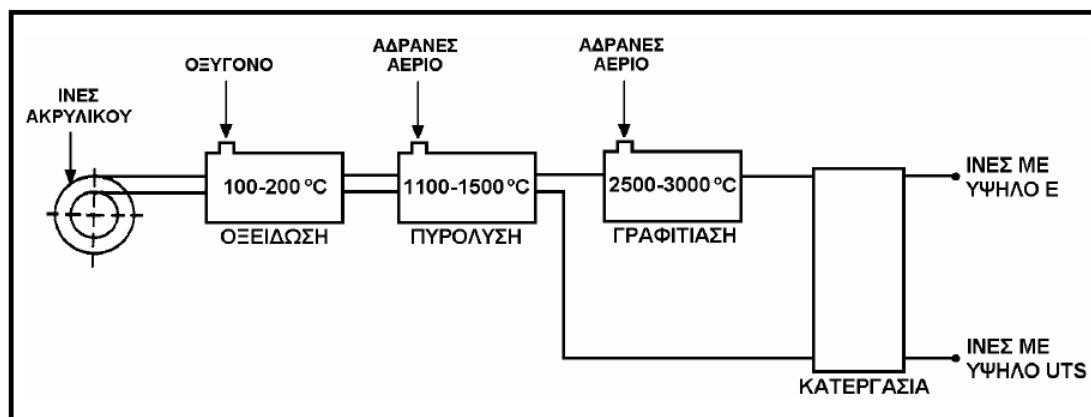 ΙΝΕΣ
ΑΚΡΥΛΙΚΟΥ
ΟΞΥΓΟΝΟ
100-200 °C
ΟΞΕΙΔΩΣΗ
ΑΔΡΑΝΕΣ
ΑΕΡΙΟ
1100-1500 °C
ΠΥΡΟΛΥΣΗ
ΑΔΡΑΝΕΣ
ΑΕΡΙΟ
2500-3000 °C
ΓΡΑΦΙΤΙΑΣΗ
ΚΑΤΕΡΓΑΣΙΑ
ΙΝΕΣ ΜΕ
ΥΨΗΛΟ Ε
ΙΝΕΣ ΜΕ
ΥΨΗΛΟ UTS